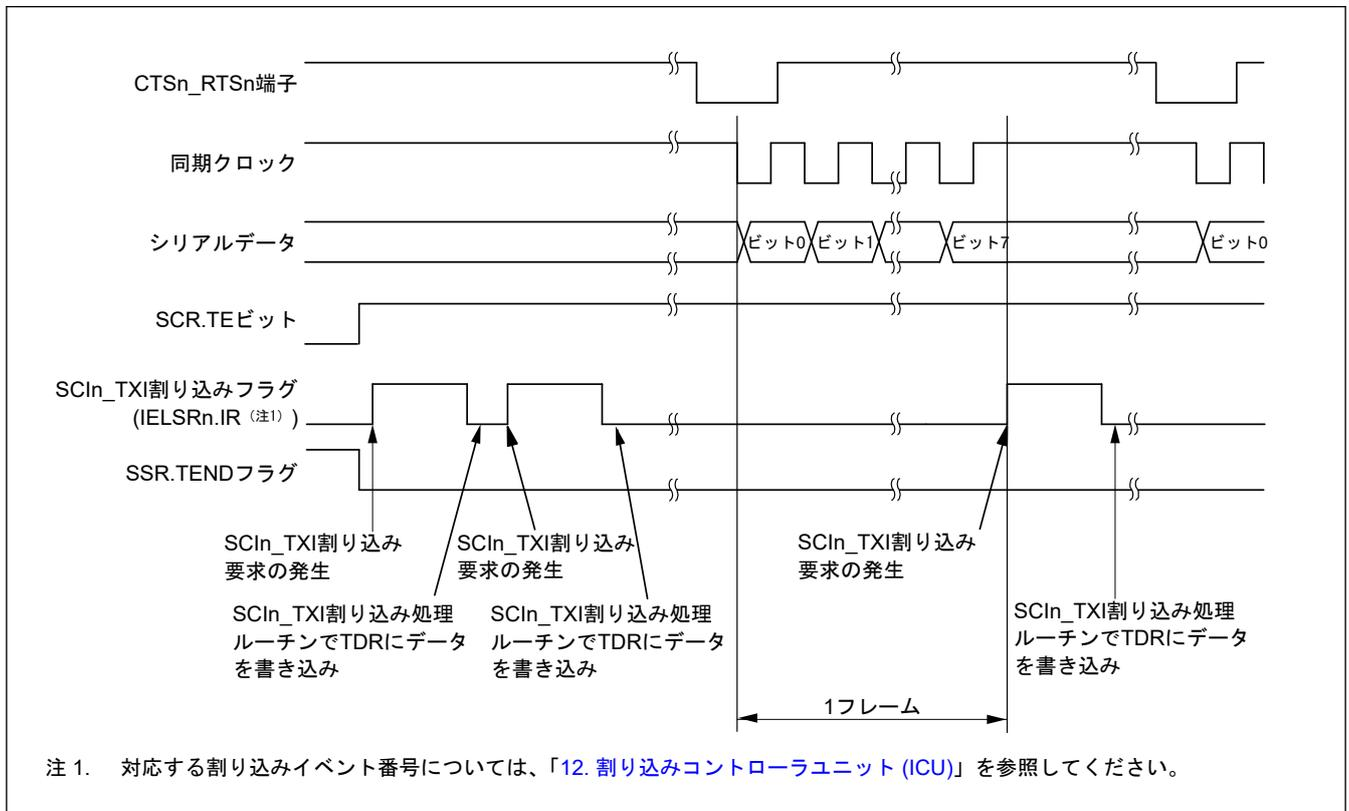 CTSn_RTSn端子
同期クロック
シリアルデータ
ビット0
ビット1
ビット7
ビット0
SCR.TEビット
SCIn_TXI割り込みフラグ
(IELSRn.IR（注1）)
SSR.TENDフラグ
SCIn_TXI割り込み
要求の発生
SCIn_TXI割り込み処理
ルーチンでTDRにデータ
を書き込み
SCIn_TXI割り込み
要求の発生
SCIn_TXI割り込み処理
ルーチンでTDRにデータ
を書き込み
SCIn_TXI割り込み
要求の発生
SCIn_TXI割り込み処理
ルーチンでTDRにデータ
を書き込み
1フレーム
注 1. 対応する割り込みイベント番号については、「12. 割り込みコントローラユニット (ICU)」を参照してください。